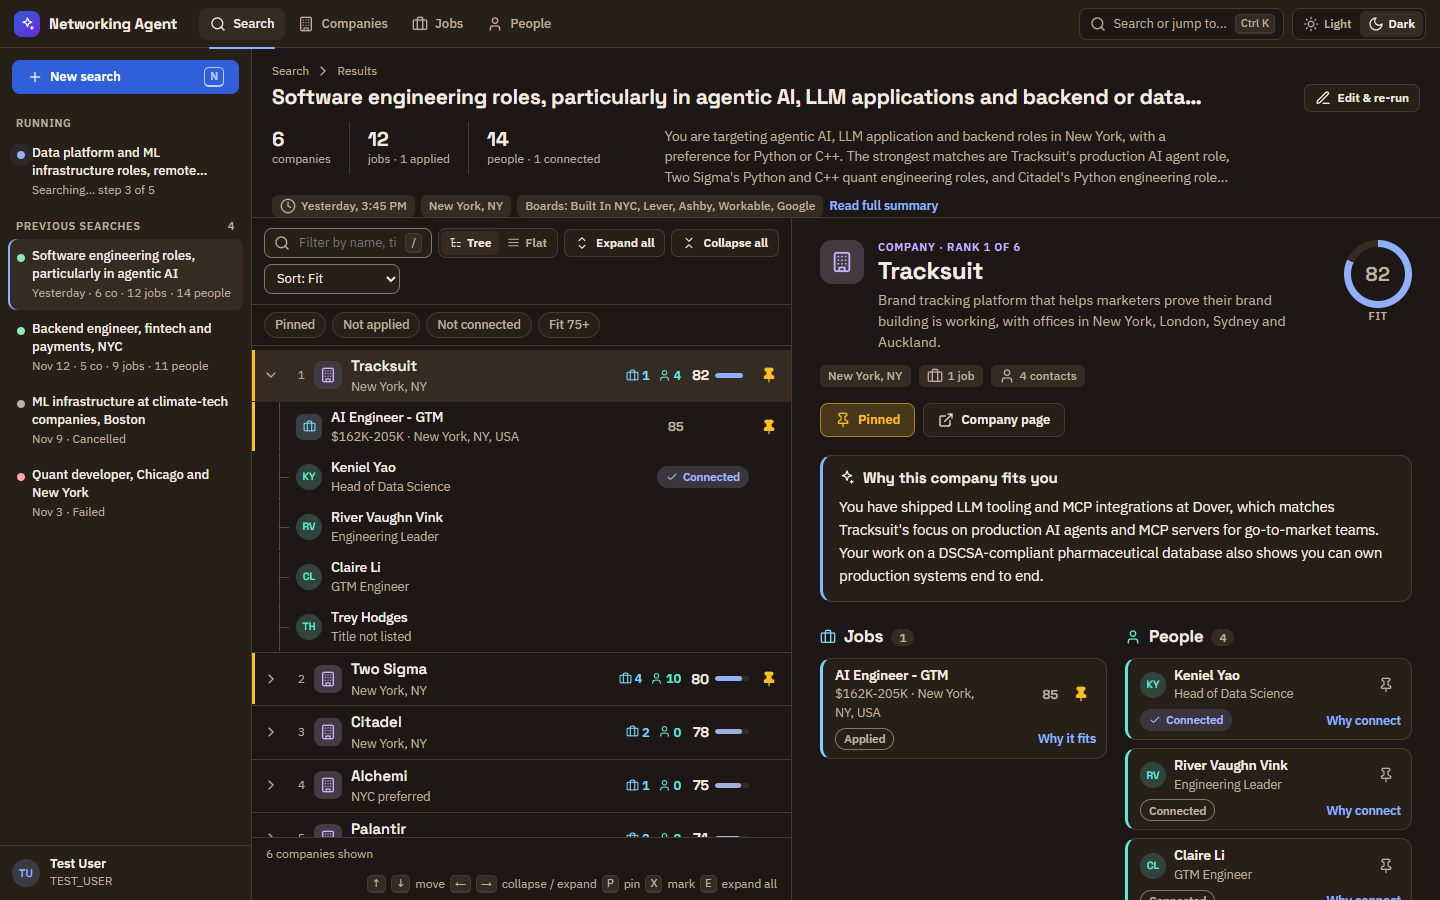 Networking Agent
Search
Companies
Jobs
People
Search or jump to...
Ctrl K
Light
Dark
New search
N
RUNNING
Data platform and ML
infrastructure roles, remote...
Searching... step 3 of 5
PREVIOUS SEARCHES
4
Software engineering roles,
particularly in agentic AI
Yesterday · 6 co · 12 jobs · 14 people
Backend engineer, fintech and
payments, NYC
Nov 12 · 5 co · 9 jobs · 11 people
ML infrastructure at climate-tech
companies, Boston
Nov 9 · Cancelled
Quant developer, Chicago and
New York
Nov 3 · Failed
TU
Test User
TEST_USER
Search
Results
Software engineering roles, particularly in agentic AI, LLM applications and backend or data...
Edit & re-run
6
companies
12
jobs · 1 applied
14
people · 1 connected
You are targeting agentic AI, LLM application and backend roles in New York, with a
preference for Python or C++. The strongest matches are Tracksuit's production AI agent role,
Two Sigma's Python and C++ quant engineering roles, and Citadel's Python engineering role...
Yesterday, 3:45 PM
New York, NY
Boards: Built In NYC, Lever, Ashby, Workable, Google
Read full summary
Filter by name, ti
/
Tree
Flat
Expand all
Collapse all
Sort: Fit
Pinned
Not applied
Not connected
Fit 75+
1
Tracksuit
New York, NY
1
4
82
AI Engineer - GTM
$162K-205K · New York, NY, USA
85
KY
Keniel Yao
Head of Data Science
Connected
RV
River Vaughn Vink
Engineering Leader
CL
Claire Li
GTM Engineer
TH
Trey Hodges
Title not listed
2
Two Sigma
New York, NY
4
10
80
3
Citadel
New York, NY
2
0
78
4
Alchemi
NYC preferred
1
0
75
Palantir
6 companies shown
↑
↓
move
←
→
collapse / expand
P
pin
X
mark
E
expand all
COMPANY · RANK 1 OF 6
Tracksuit
Brand tracking platform that helps marketers prove their brand
building is working, with offices in New York, London, Sydney and
Auckland.
82
FIT
New York, NY
1 job
4 contacts
Pinned
Company page
Why this company fits you
You have shipped LLM tooling and MCP integrations at Dover, which matches
Tracksuit's focus on production AI agents and MCP servers for go-to-market teams.
Your work on a DSCSA-compliant pharmaceutical database also shows you can own
production systems end to end.
Jobs
1
AI Engineer - GTM
$162K-205K · New York,
NY, USA
85
Applied
Why it fits
People
4
KY
Keniel Yao
Head of Data Science
Connected
Why connect
RV
River Vaughn Vink
Engineering Leader
Connected
Why connect
CL
Claire Li
GTM Engineer